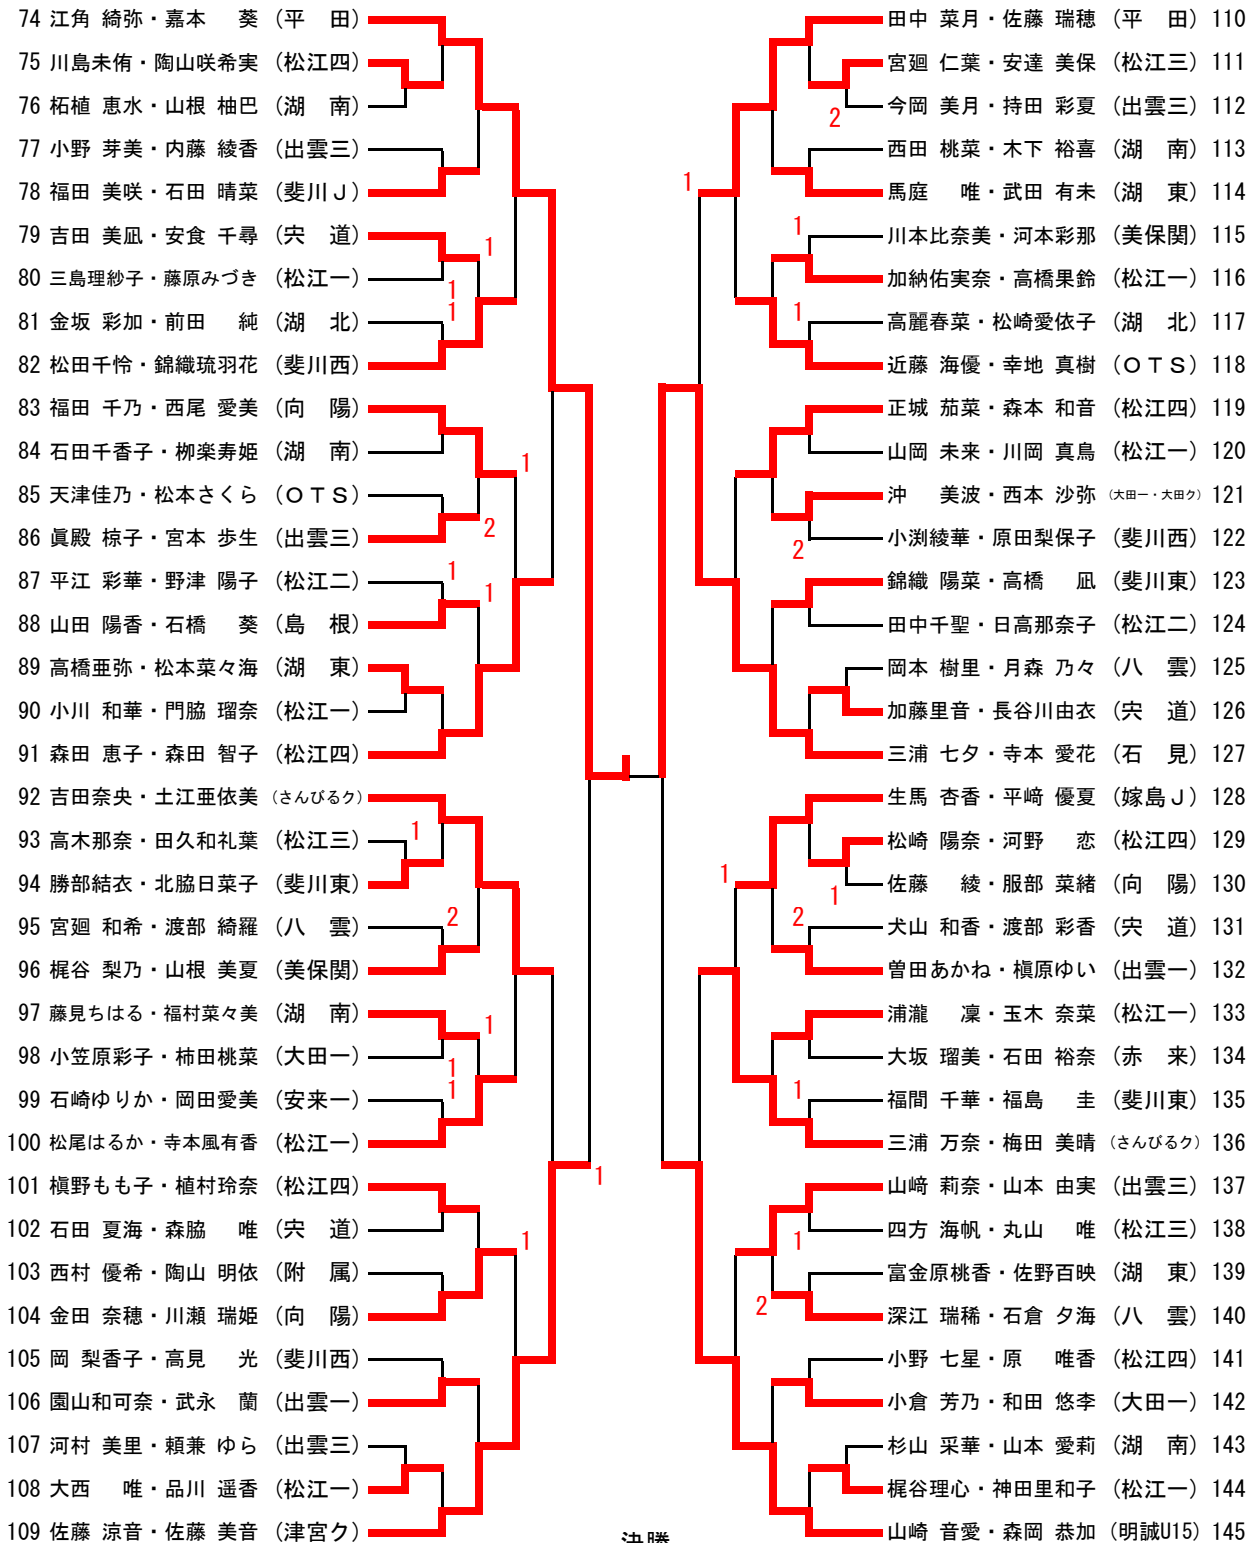 74 江角 綺弥・嘉本　葵 (平　田)
75 川島未侑・陶山咲希実 (松江四)
76 柘植 恵水・山根 柚巴 (湖　南)
77 小野 芽美・内藤 綾香 (出雲三)
78 福田 美咲・石田 晴菜 (斐川Ｊ)
79 吉田 美凪・安食 千尋 (宍　道)
80 三島理紗子・藤原みづき (松江一)
81 金坂 彩加・前田　純 (湖　北)
82 松田千怜・錦織琉羽花 (斐川西)
83 福田 千乃・西尾 愛美 (向　陽)
84 石田千香子・栁楽寿姫 (湖　南)
85 天津佳乃・松本さくら (ＯＴＳ)
86 眞殿 椋子・宮本 歩生 (出雲三)
87 平江 彩華・野津 陽子 (松江二)
88 山田 陽香・石橋　葵 (島　根)
89 高橋亜弥・松本菜々海 (湖　東)
90 小川 和華・門脇 瑠奈 (松江一)
91 森田 恵子・森田 智子 (松江四)
92 吉田奈央・土江亜依美 (さんびるク)
93 高木那奈・田久和礼葉 (松江三)
94 勝部結衣・北脇日菜子 (斐川東)
95 宮廻 和希・渡部 綺羅 (八　雲)
96 梶谷 梨乃・山根 美夏 (美保関)
97 藤見ちはる・福村菜々美 (湖　南)
98 小笠原彩子・柿田桃菜 (大田一)
99 石崎ゆりか・岡田愛美 (安来一)
100 松尾はるか・寺本風有香 (松江一)
101 槇野もも子・植村玲奈 (松江四)
102 石田 夏海・森脇　唯 (宍　道)
103 西村 優希・陶山 明依 (附　属)
104 金田 奈穂・川瀬 瑞姫 (向　陽)
105 岡 梨香子・高見　光 (斐川西)
106 園山和可奈・武永　蘭 (出雲一)
107 河村 美里・頼兼 ゆら (出雲三)
108 大西　唯・品川 遥香 (松江一)
109 佐藤 涼音・佐藤 美音 (津宮ク)
1
1
1
1
2
1
1
1
2
1
1
1
1
1
決勝
1
2
1
1
2
1
1
2
1
1
2
田中 菜月・佐藤 瑞穂 (平　田) 110
宮廻 仁葉・安達 美保 (松江三) 111
今岡 美月・持田 彩夏 (出雲三) 112
西田 桃菜・木下 裕喜 (湖　南) 113
馬庭　唯・武田 有未 (湖　東) 114
川本比奈美・河本彩那 (美保関) 115
加納佑実奈・高橋果鈴 (松江一) 116
高麗春菜・松崎愛依子 (湖　北) 117
近藤 海優・幸地 真樹 (ＯＴＳ) 118
正城 茄菜・森本 和音 (松江四) 119
山岡 未来・川岡 真鳥 (松江一) 120
沖　美波・西本 沙弥 (大田一・大田ク) 121
小渕綾華・原田梨保子 (斐川西) 122
錦織 陽菜・高橋　凪 (斐川東) 123
田中千聖・日高那奈子 (松江二) 124
岡本 樹里・月森 乃々 (八　雲) 125
加藤里音・長谷川由衣 (宍　道) 126
三浦 七夕・寺本 愛花 (石　見) 127
生馬 杏香・平﨑 優夏 (嫁島Ｊ) 128
松崎 陽奈・河野　恋 (松江四) 129
佐藤　綾・服部 菜緒 (向　陽) 130
犬山 和香・渡部 彩香 (宍　道) 131
曽田あかね・槇原ゆい (出雲一) 132
浦瀧　凜・玉木 奈菜 (松江一) 133
大坂 瑠美・石田 裕奈 (赤　来) 134
福間 千華・福島　圭 (斐川東) 135
三浦 万奈・梅田 美晴 (さんびるク) 136
山﨑 莉奈・山本 由実 (出雲三) 137
四方 海帆・丸山　唯 (松江三) 138
富金原桃香・佐野百映 (湖　東) 139
深江 瑞稀・石倉 夕海 (八　雲) 140
小野 七星・原　唯香 (松江四) 141
小倉 芳乃・和田 悠李 (大田一) 142
杉山 采華・山本 愛莉 (湖　南) 143
梶谷理心・神田里和子 (松江一) 144
山崎 音愛・森岡 恭加 (明誠U15) 145